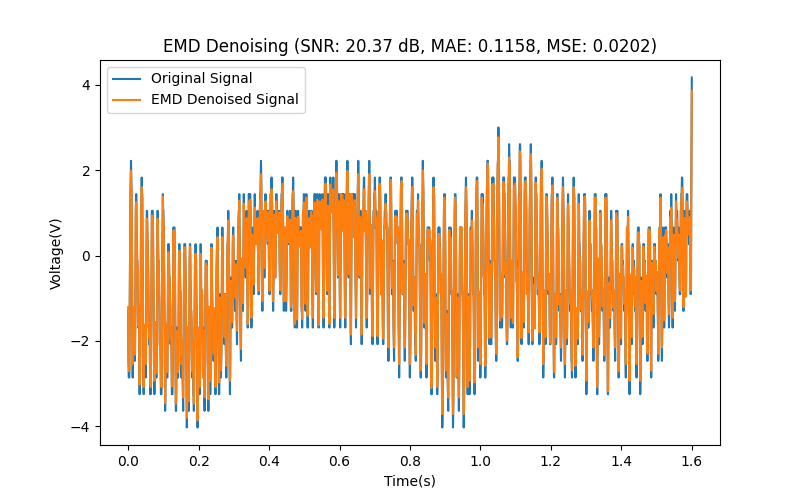 EMD Denoising (SNR: 20.37 dB, MAE: 0.1158, MSE: 0.0202)
Original Signal
EMD Denoised Signal
Voltage(V)
4
2
0
−2
−4
0.0 0.2 0.4 0.6 0.8 1.0 1.2 1.4 1.6
Time(s)